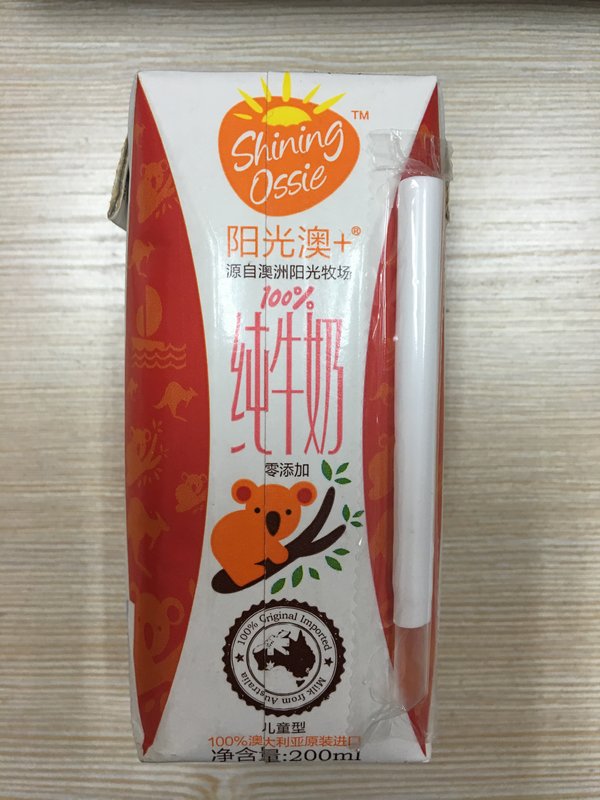 Shining
Ossie
TM
阳光澳+®
源自澳洲阳光牧场
100%
纯牛奶
零添加
100% Original Imported
Milk from Australia
儿童型
100%澳大利亚原装进口
净含量:200ml